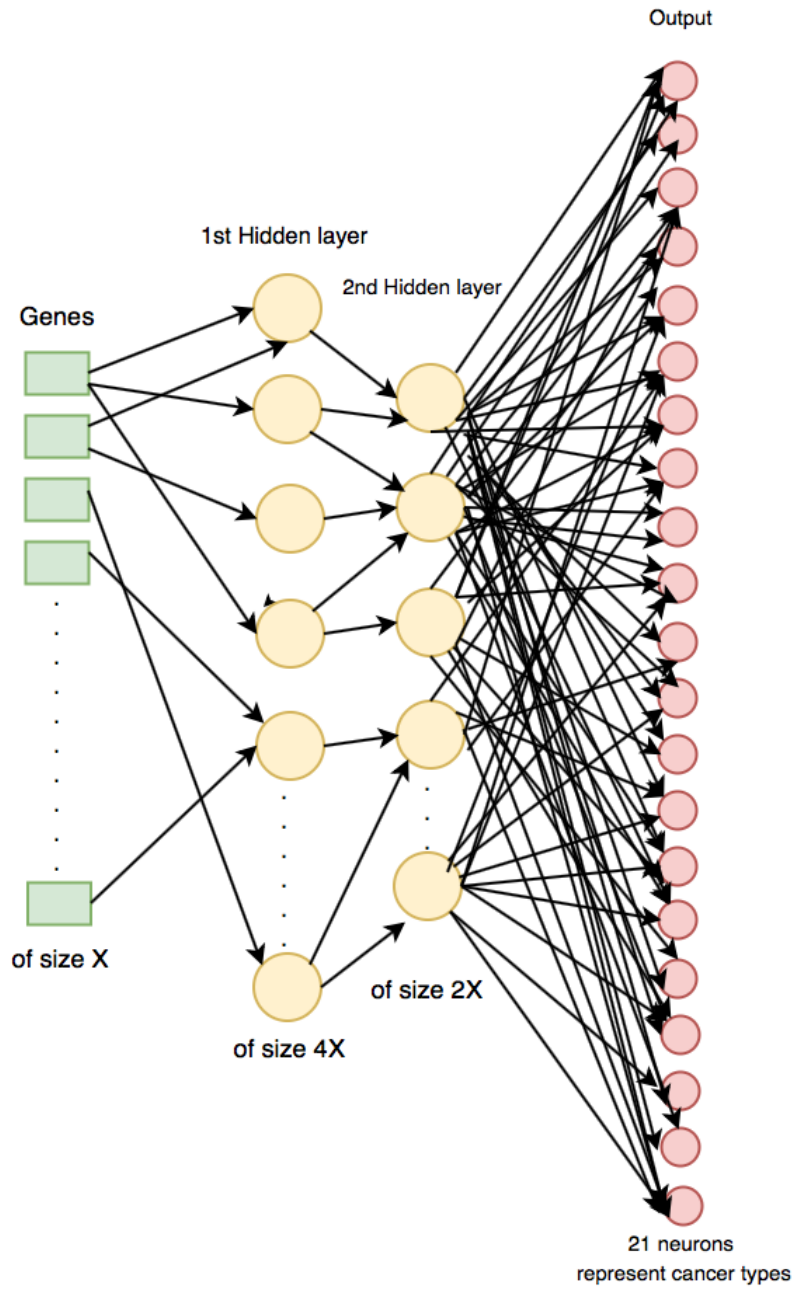 Output
1st Hidden layer
2nd Hidden layer
Genes
of size X
of size 2X
of size 4X
21 neurons
represent cancer types